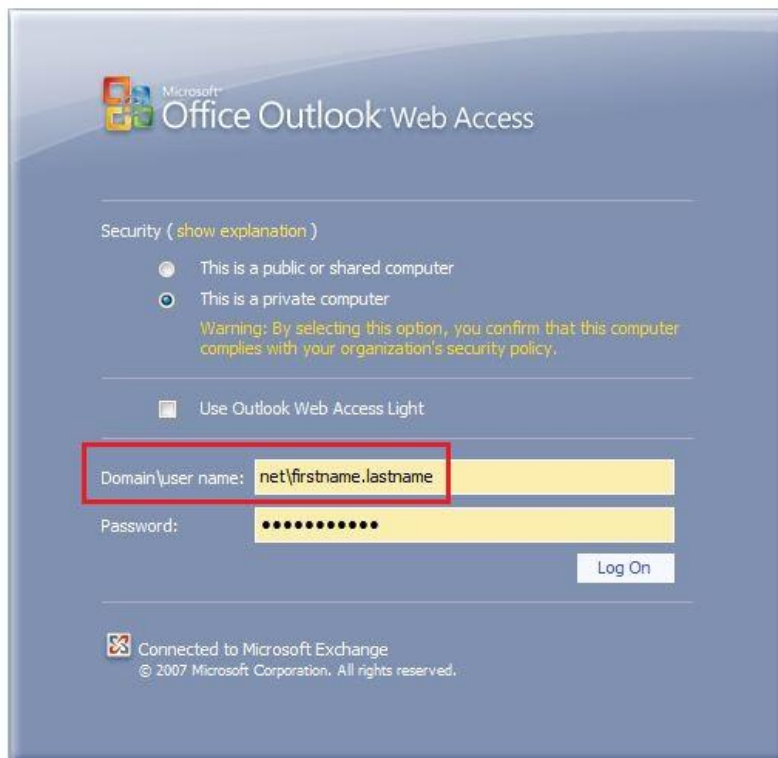 Microsoft®
Office Outlook Web Access
Security ( show explanation )
This is a public or shared computer
This is a private computer
Warning: By selecting this option, you confirm that this computer
complies with your organization's security policy.
Use Outlook Web Access Light
Domain\user name: net\firstname.lastname
Password: ●●●●●●●●●●●
Log On
Connected to Microsoft Exchange
© 2007 Microsoft Corporation. All rights reserved.